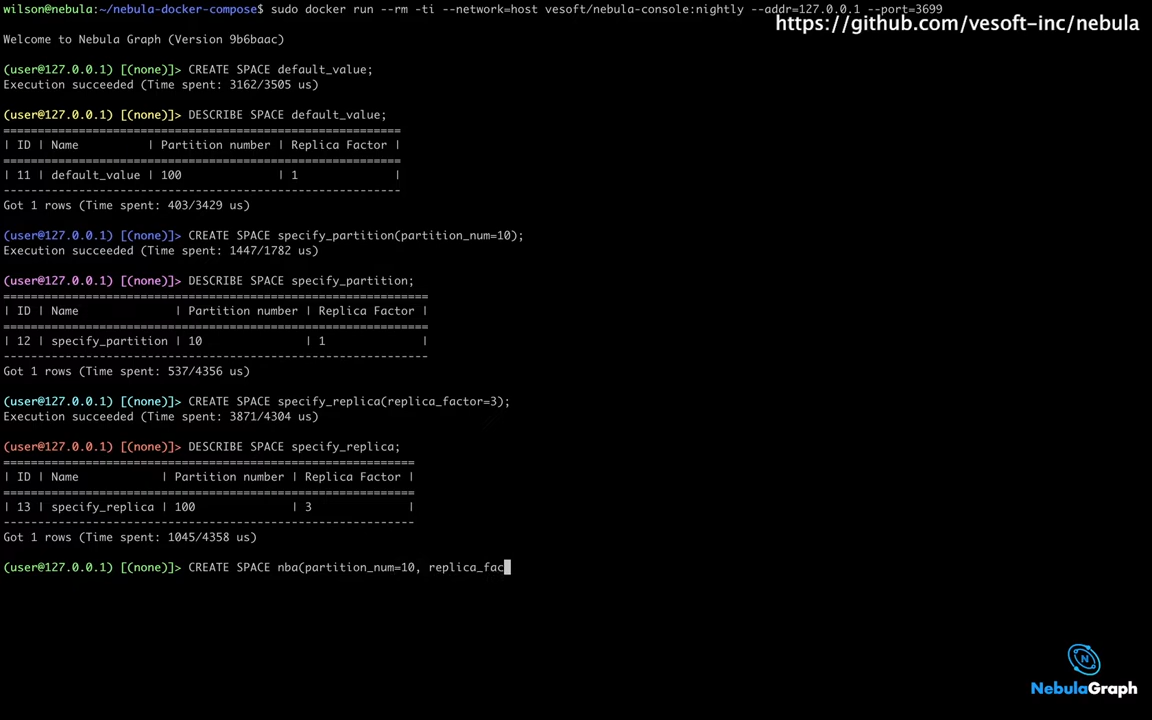 wilson@nebula:~/nebula-docker-compose$ sudo docker run --rm -ti --network=host vesoft/nebula-console:nightly --addr=127.0.0.1 --port=3699
https://github.com/vesoft-inc/nebula
Welcome to Nebula Graph (Version 9b6baac)
(user@127.0.0.1) [(none)]> CREATE SPACE default_value;
Execution succeeded (Time spent: 3162/3505 us)
(user@127.0.0.1) [(none)]> DESCRIBE SPACE default_value;
=========================================================
| ID | Name          | Partition number | Replica Factor |
=========================================================
| 11 | default_value | 100              | 1              |
---------------------------------------------------------
Got 1 rows (Time spent: 403/3429 us)
(user@127.0.0.1) [(none)]> CREATE SPACE specify_partition(partition_num=10);
Execution succeeded (Time spent: 1447/1782 us)
(user@127.0.0.1) [(none)]> DESCRIBE SPACE specify_partition;
=============================================================
| ID | Name              | Partition number | Replica Factor |
=============================================================
| 12 | specify_partition | 10               | 1              |
-------------------------------------------------------------
Got 1 rows (Time spent: 537/4356 us)
(user@127.0.0.1) [(none)]> CREATE SPACE specify_replica(replica_factor=3);
Execution succeeded (Time spent: 3871/4304 us)
(user@127.0.0.1) [(none)]> DESCRIBE SPACE specify_replica;
===========================================================
| ID | Name            | Partition number | Replica Factor |
===========================================================
| 13 | specify_replica | 100              | 3              |
-----------------------------------------------------------
Got 1 rows (Time spent: 1045/4358 us)
(user@127.0.0.1) [(none)]> CREATE SPACE nba(partition_num=10, replica_fac
NebulaGraph